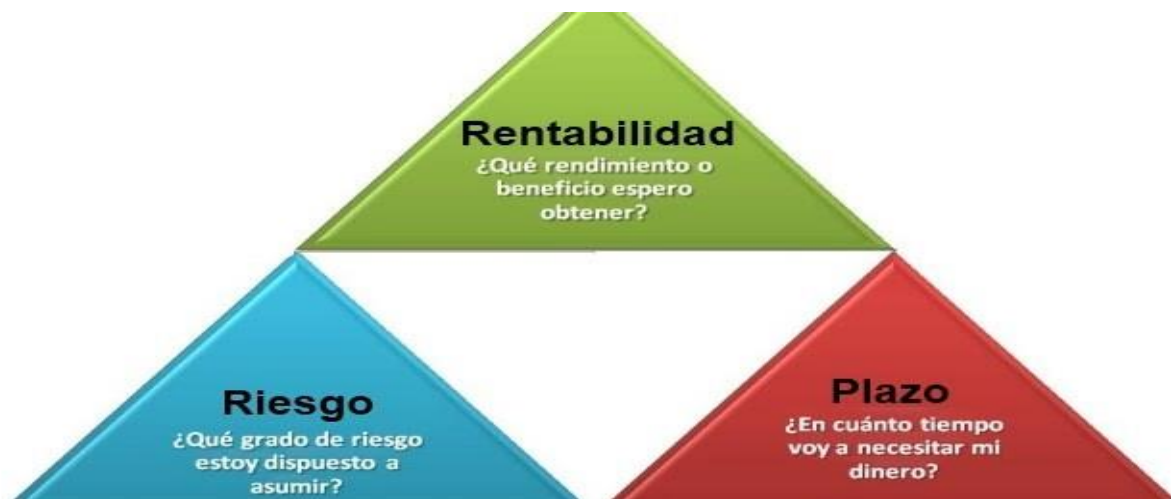 Rentabilidad
¿Qué rendimiento o
beneficio espero
obtener?
Riesgo
¿Qué grado de riesgo
estoy dispuesto a
asumir?
Plazo
¿En cuánto tiempo
voy a necesitar mi
dinero?